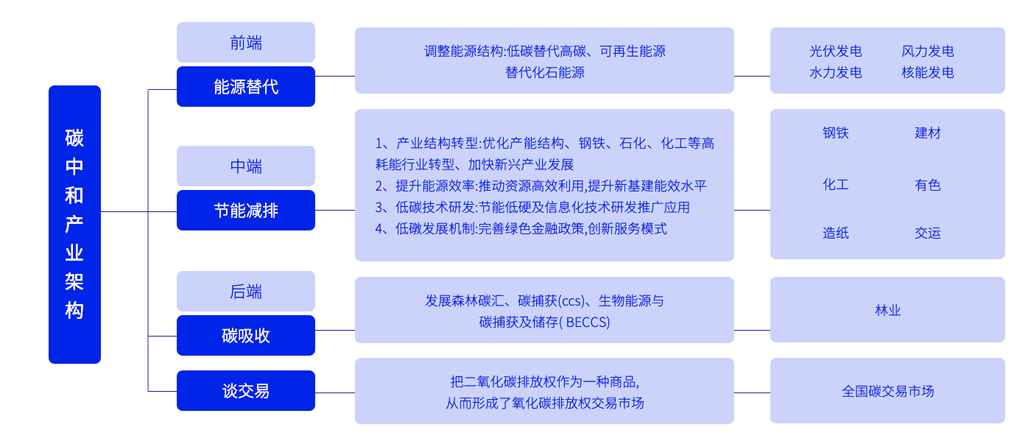 碳中和产业架构
前端
能源替代
调整能源结构:低碳替代高碳、可再生能源
替代化石能源
光伏发电 风力发电
水力发电 核能发电
中端
节能减排
1、产业结构转型:优化产能结构、钢铁、石化、化工等高
耗能行业转型、加快新兴产业发展
2、提升能源效率:推动资源高效利用,提升新基建能效水平
3、低碳技术研发:节能低硬及信息化技术研发推广应用
4、低碳发展机制:完善绿色金融政策,创新服务模式
钢铁 建材
化工 有色
造纸 交运
后端
碳吸收
发展森林碳汇、碳捕获(ccs)、生物能源与
碳捕获及储存( BECCS)
林业
谈交易
把二氧化碳排放权作为一种商品,
从而形成了氧化碳排放权交易市场
全国碳交易市场